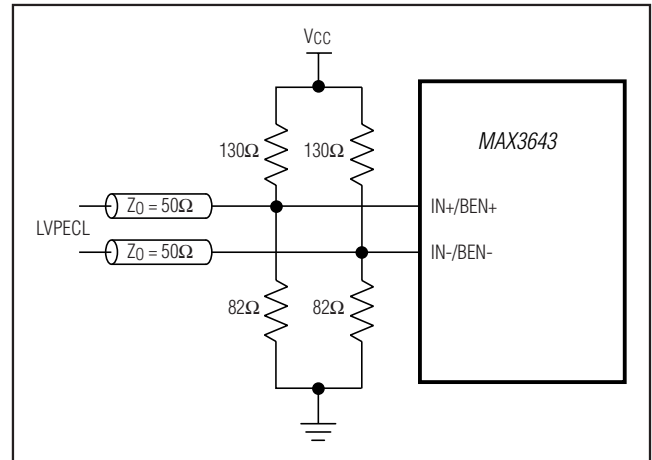 VCC
130Ω 130Ω
MAX3643
LVPECL
Z0 = 50Ω
IN+/BEN+
Z0 = 50Ω
IN-/BEN-
82Ω 82Ω